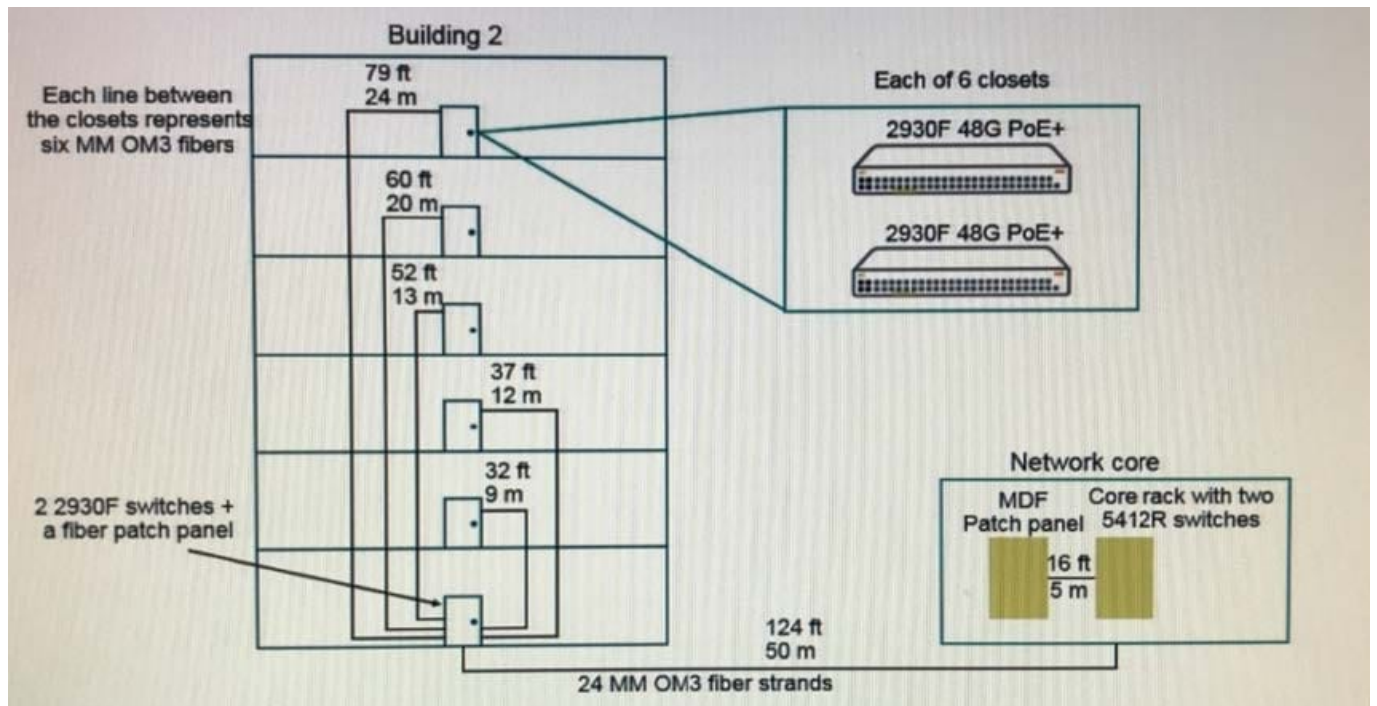 Building 2
Each line between
the closets represents
six MM OM3 fibers
79 ft
24 m
60 ft
20 m
52 ft
13 m
37 ft
12 m
32 ft
9 m
2 2930F switches +
a fiber patch panel
Each of 6 closets
2930F 48G PoE+
2930F 48G PoE+
Network core
MDF
Patch panel
Core rack with two
5412R switches
16 ft
5 m
124 ft
50 m
24 MM OM3 fiber strands